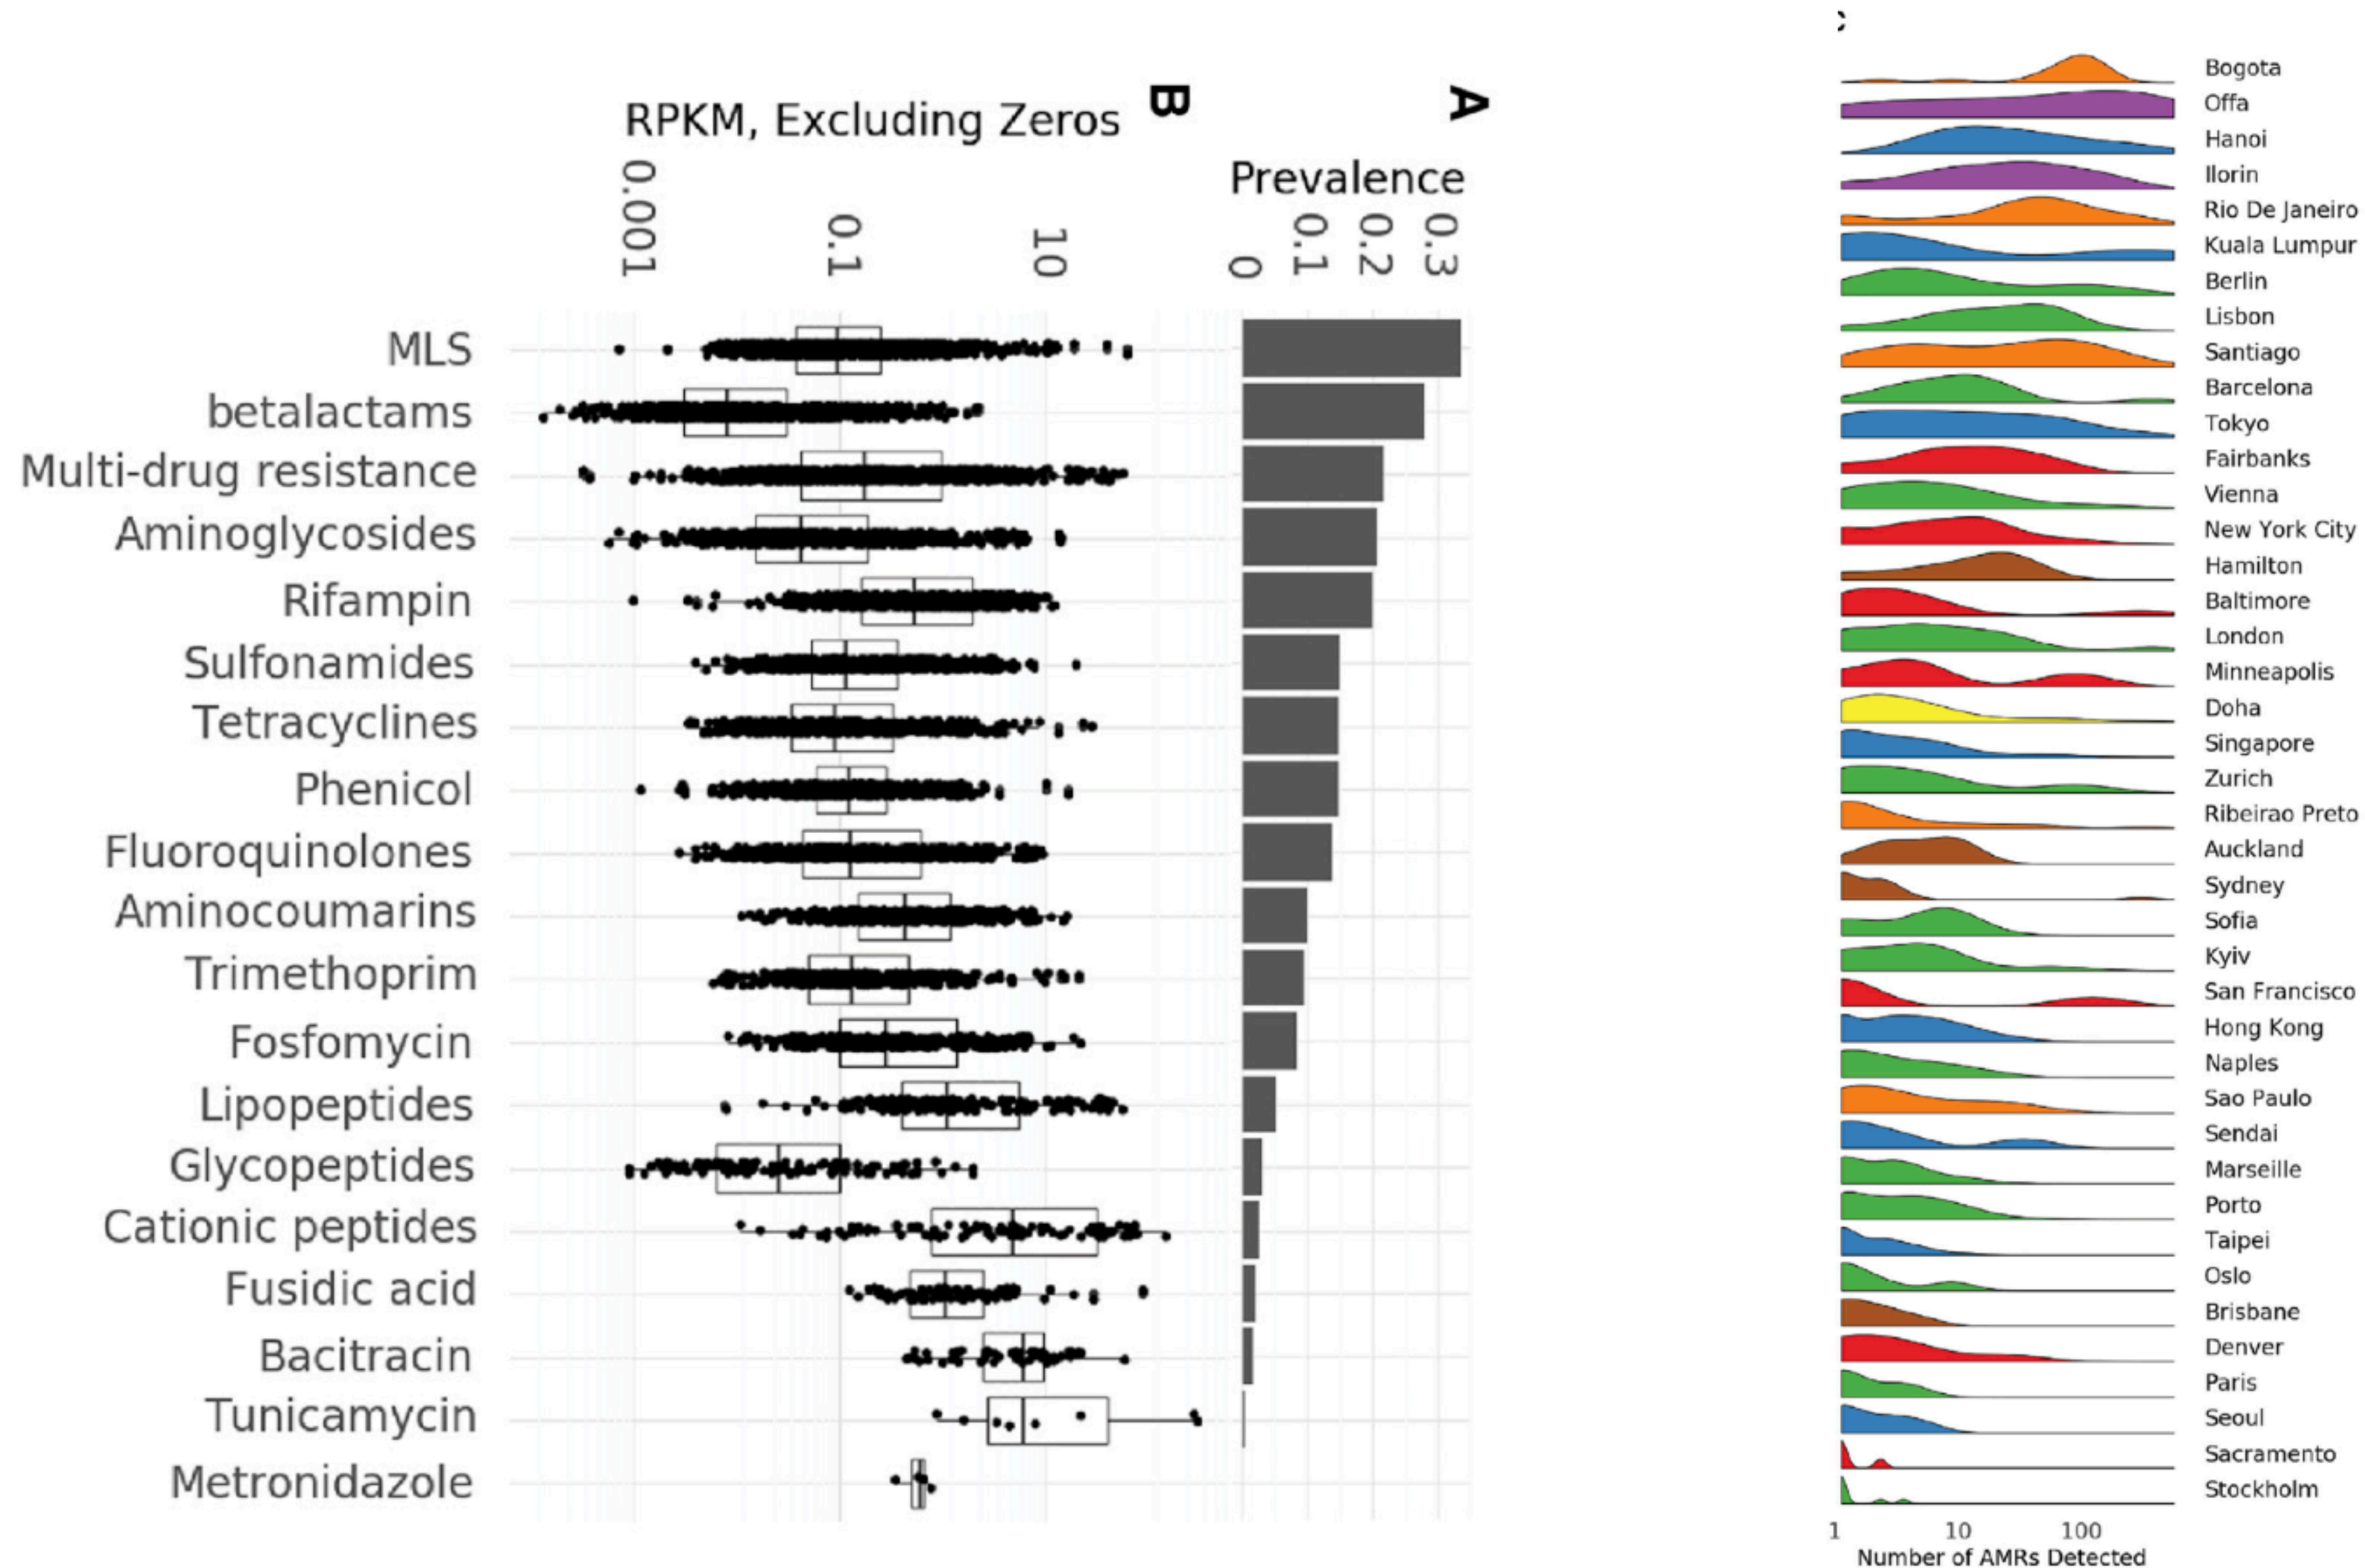 RPKM, Excluding Zeros
B
A
Prevalence
0.001
0.1
10
0
0.1
0.2
0.3
MLS
betalactams
Multi-drug resistance
Aminoglycosides
Rifampin
Sulfonamides
Tetracyclines
Phenicol
Fluoroquinolones
Aminocoumarins
Trimethoprim
Fosfomycin
Lipopeptides
Glycopeptides
Cationic peptides
Fusidic acid
Bacitracin
Tunicamycin
Metronidazole
Bogota
Offa
Hanoi
Ilorin
Rio De Janeiro
Kuala Lumpur
Berlin
Lisbon
Santiago
Barcelona
Tokyo
Fairbanks
Vienna
New York City
Hamilton
Baltimore
London
Minneapolis
Doha
Singapore
Zurich
Ribeirao Preto
Auckland
Sydney
Sofia
Kyiv
San Francisco
Hong Kong
Naples
Sao Paulo
Sendai
Marseille
Porto
Taipei
Oslo
Brisbane
Denver
Paris
Seoul
Sacramento
Stockholm
1 10 100
Number of AMRs Detected